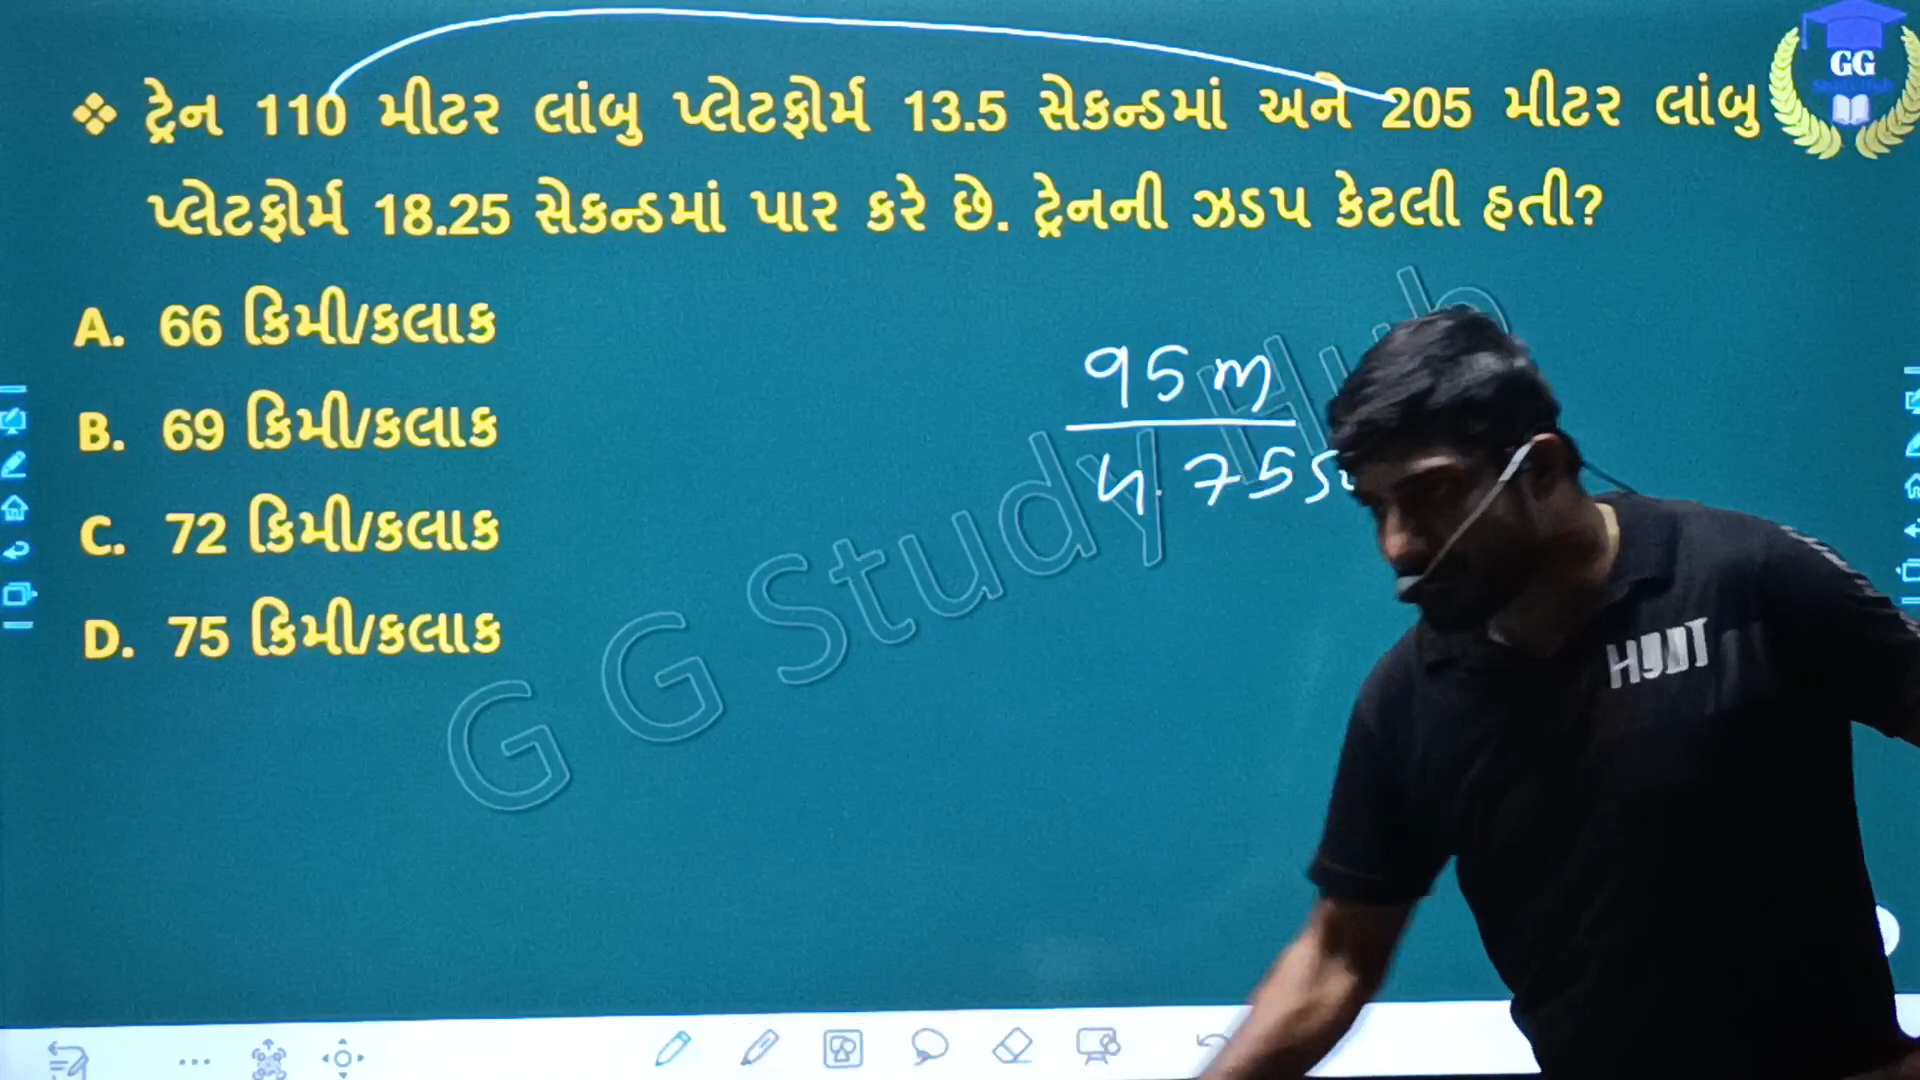 GG
❖ ટ્રેન 110 મીટર લાંબુ પ્લેટફોર્મ 13.5 સેકન્ડમાં અને 205 મીટર લાંબુ
પ્લેટફોર્મ 18.25 સેકન્ડમાં પાર કરે છે. ટ્રેનની ઝડપ કેટલી હતી?
A. 66 કિમી/કલાક
B. 69 કિમી/કલાક
C. 72 કિમી/કલાક
D. 75 કિમી/કલાક
95 m
4.75
G G Study Hub